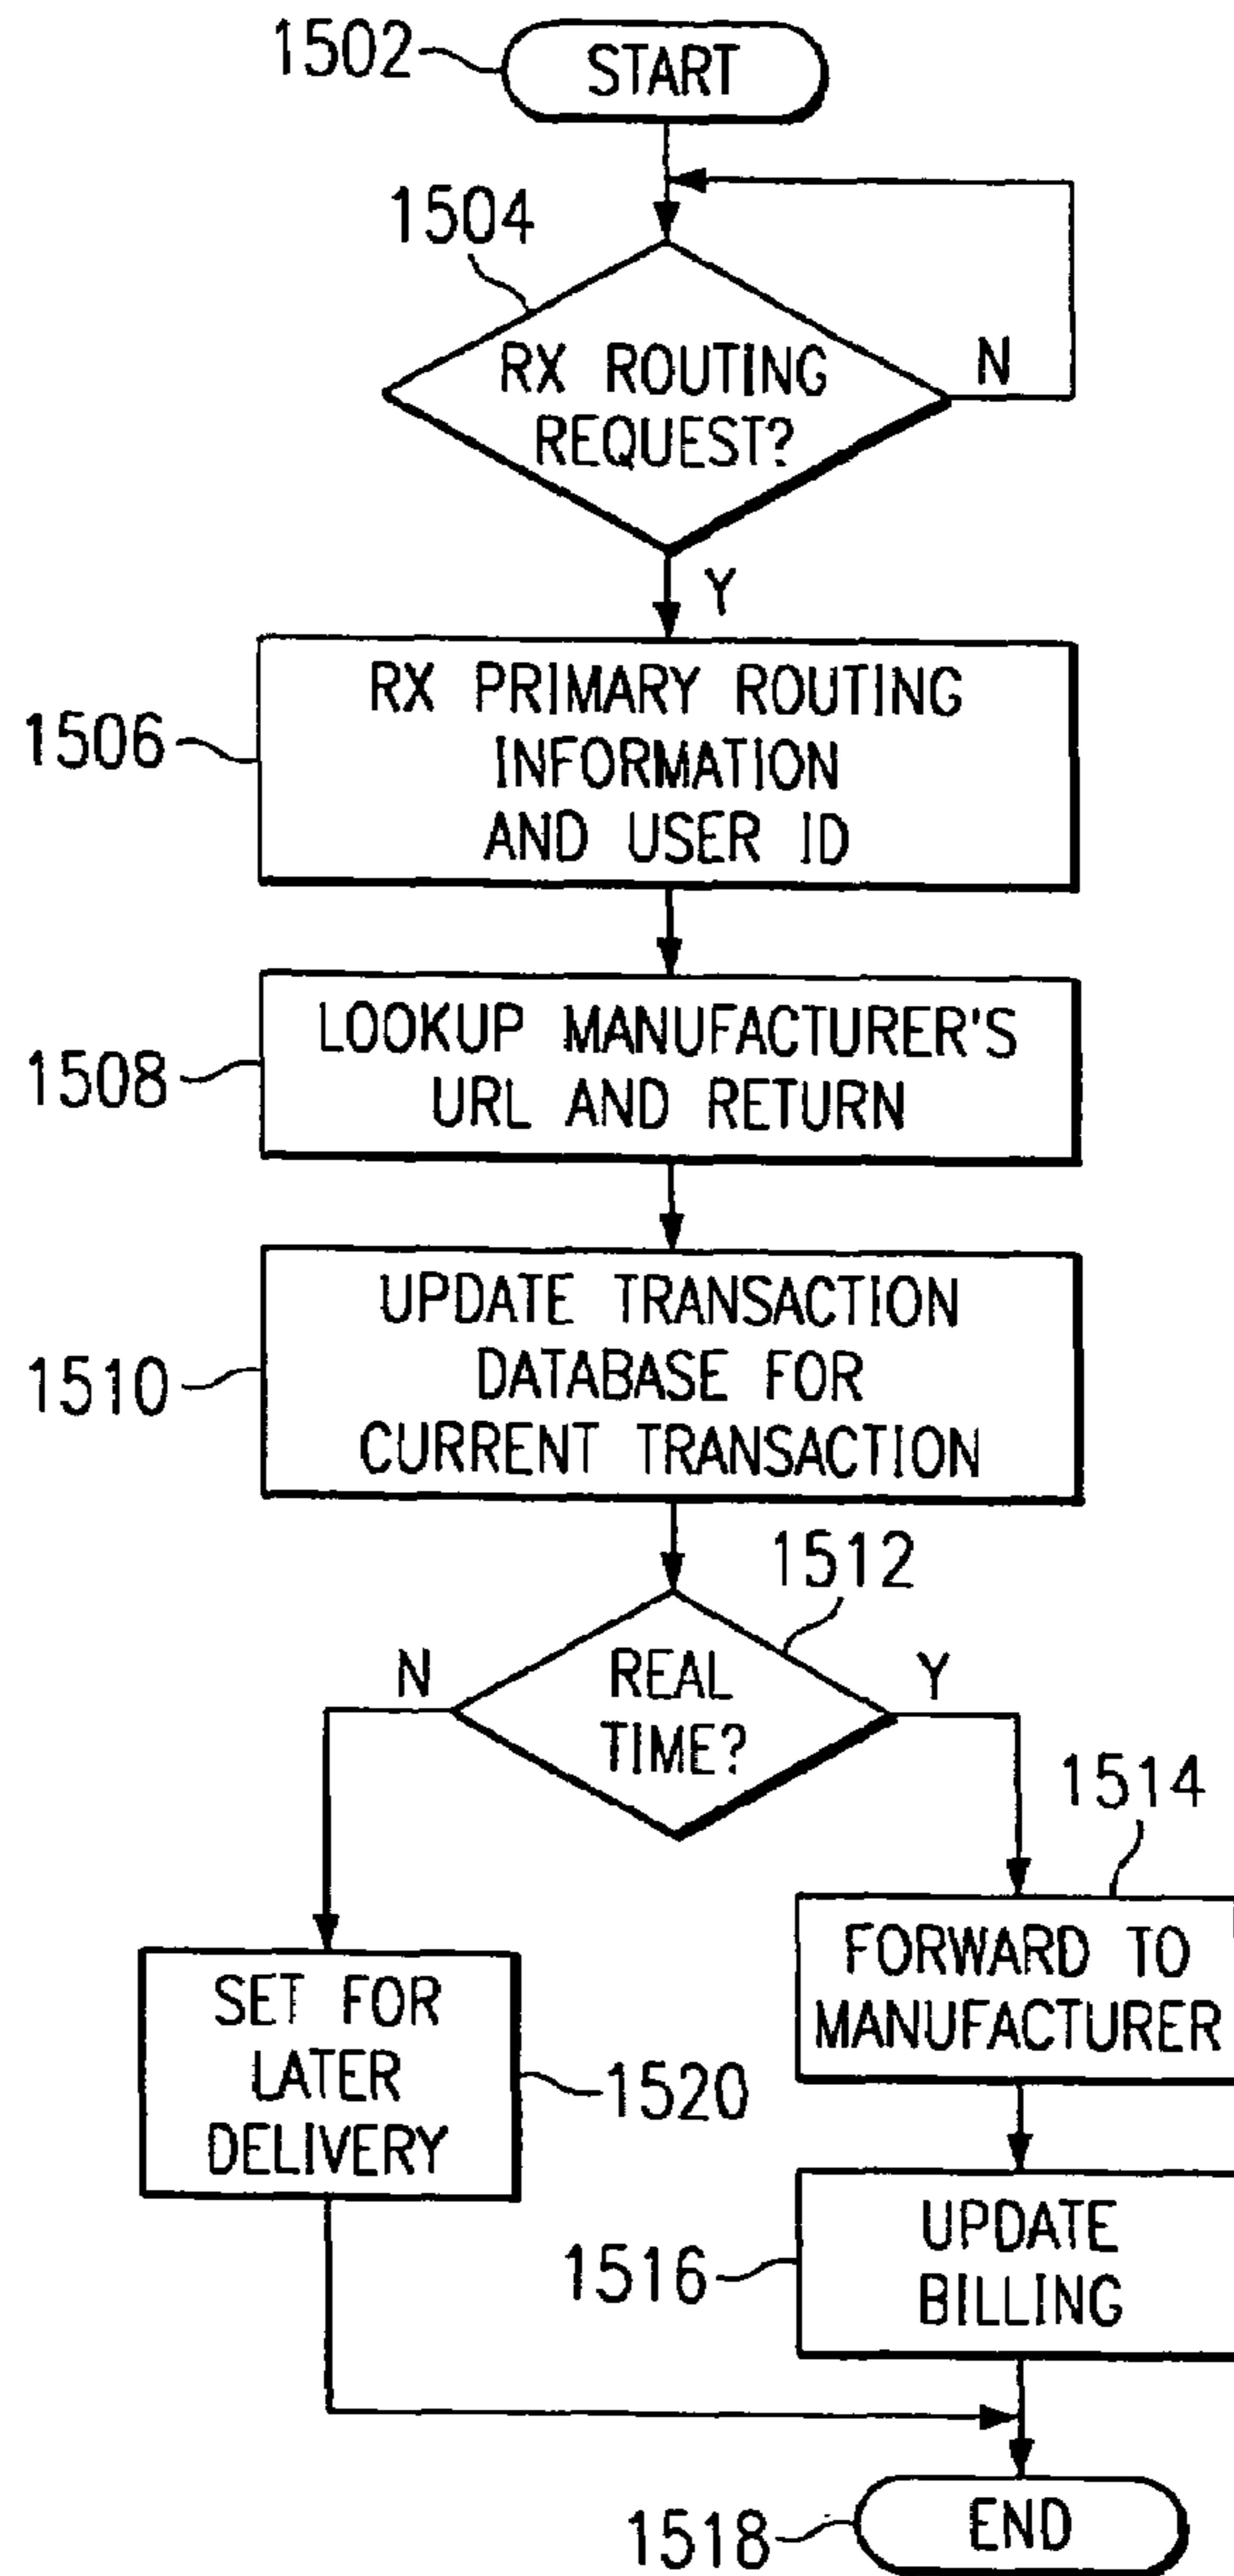 1502
START
1504
RX ROUTING
REQUEST?
N
Y
1506
RX PRIMARY ROUTING
INFORMATION
AND USER ID
1508
LOOKUP MANUFACTURER'S
URL AND RETURN
1510
UPDATE TRANSACTION
DATABASE FOR
CURRENT TRANSACTION
1512
N
REAL
TIME?
Y
1514
FORWARD TO
MANUFACTURER
SET FOR
LATER
DELIVERY
1520
1516
UPDATE
BILLING
1518
END